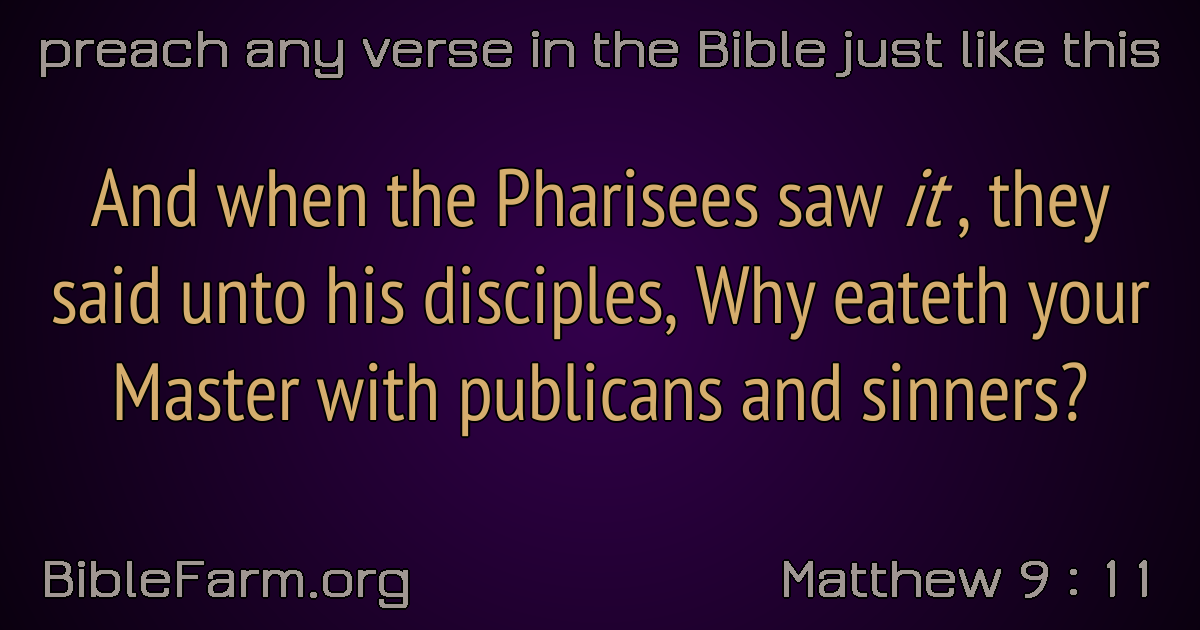 preach any verse in the Bible just like this
And when the Pharisees saw it , they
said unto his disciples, Why eateth your
Master with publicans and sinners?
BibleFarm.org
Matthew 9 : 11